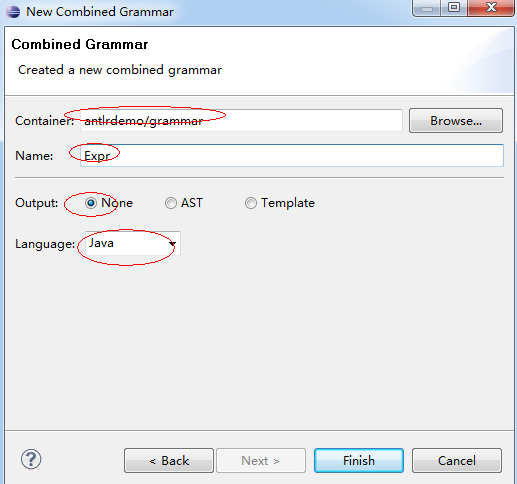 New Combined Grammar
Combined Grammar
Created a new combined grammar
Container: antlrdemo/grammar Browse...
Name: Expr
Output: None AST Template
Language: Java
? < Back Next > Finish Cancel